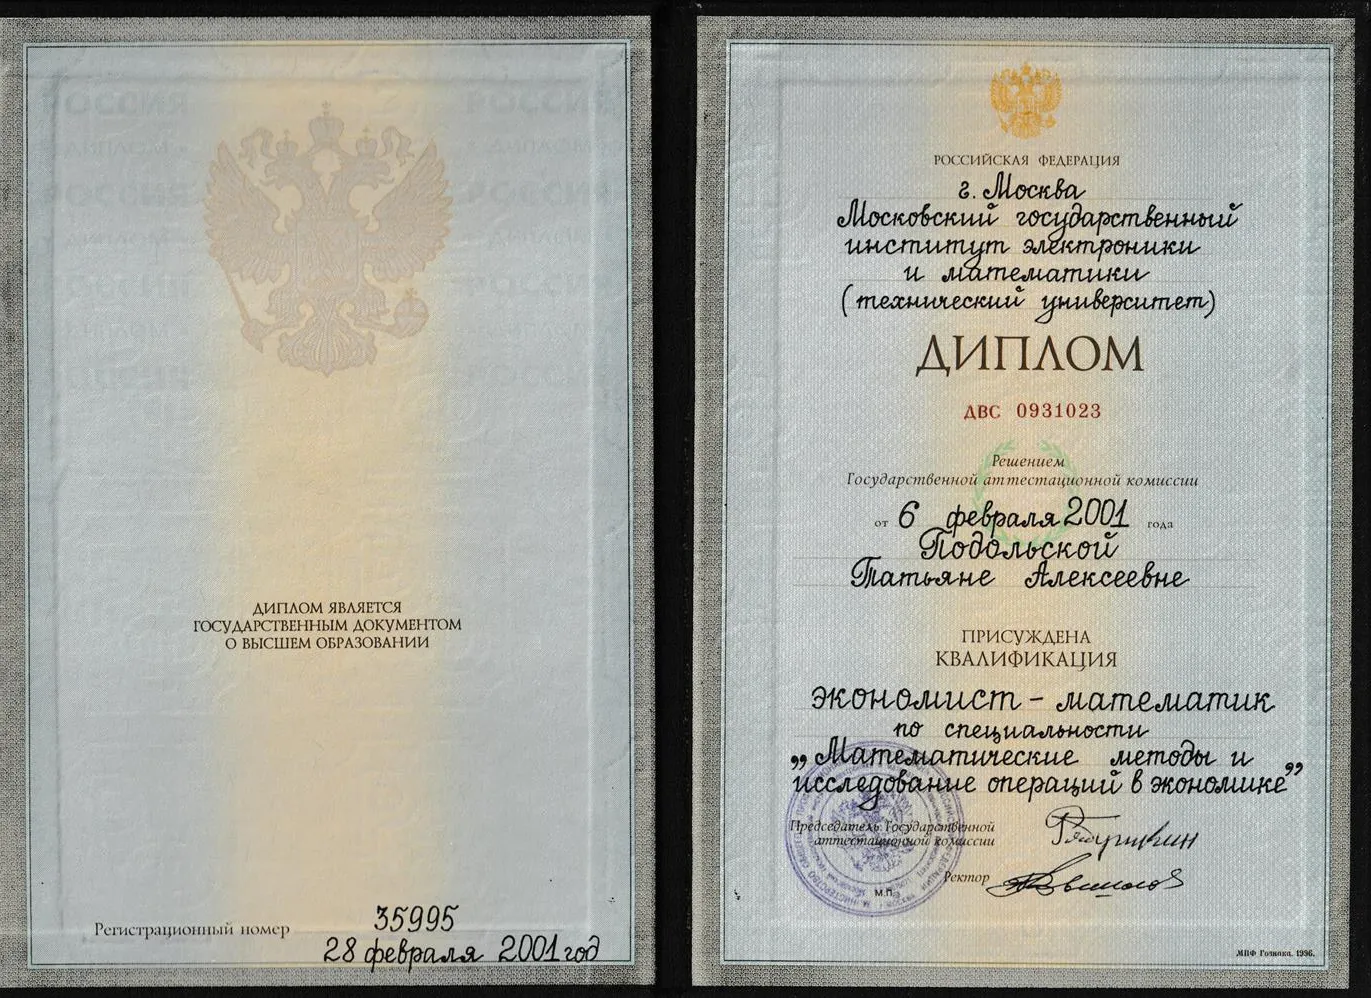 ДИПЛОМ ЯВЛЯЕТСЯ
ГОСУДАРСТВЕННЫМ ДОКУМЕНТОМ
О ВЫСШЕМ ОБРАЗОВАНИИ
Регистрационный номер 35995
28 февраля 2001 год
РОССИЙСКАЯ ФЕДЕРАЦИЯ
г. Москва
Московский государственный
институт электроники
и математики
(технический университет)
ДИПЛОМ
ДВС 0931023
Решением
Государственной аттестационной комиссии
от 6 февраля 2001 года
Подольской
Татьяне Алексеевне
ПРИСУЖДЕНА
КВАЛИФИКАЦИЯ
экономист - математик
по специальности
„Математические методы и
исследование операций в экономике”
Председатель Государственной
аттестационной комиссии
Ректор
М.П.
МПФ Гознака. 1996.